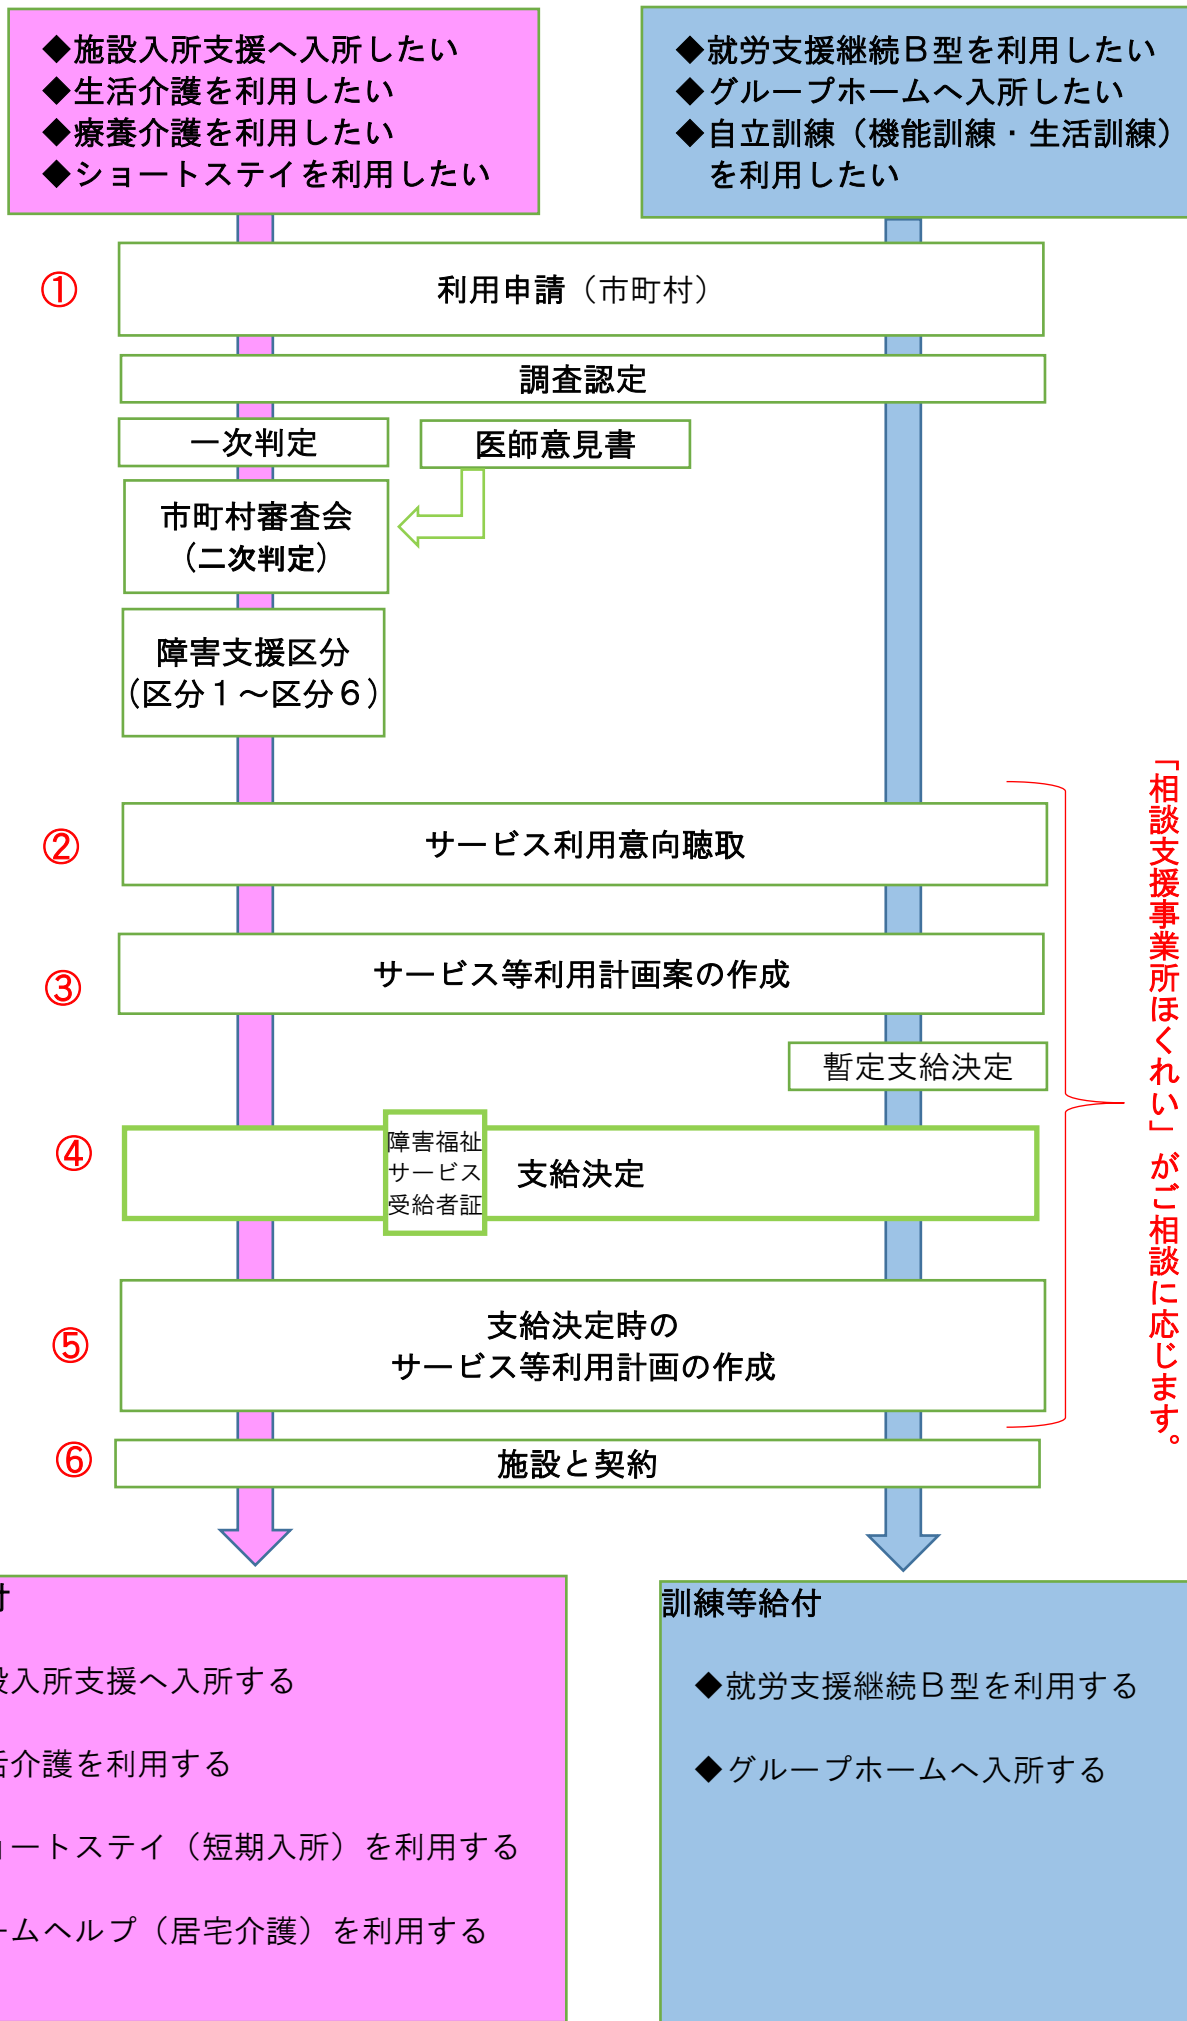 ◆施設入所支援へ入所したい
◆生活介護を利用したい
◆療養介護を利用したい
◆ショートステイを利用したい
◆就労支援継続Ｂ型を利用したい
◆グループホームへ入所したい
◆自立訓練（機能訓練・生活訓練）
を利用したい
①
利用申請（市町村）
調査認定
一次判定
医師意見書
市町村審査会
（二次判定）
障害支援区分
（区分１～区分６）
②
サービス利用意向聴取
③
サービス等利用計画案の作成
暫定支給決定
④
障害福祉
サービス
受給者証
支給決定
⑤
支給決定時の
サービス等利用計画の作成
⑥
施設と契約
「相談支援事業所ほくれい」がご相談に応じます。
付
設入所支援へ入所する
活介護を利用する
ョートステイ（短期入所）を利用する
ームヘルプ（居宅介護）を利用する
訓練等給付
◆就労支援継続Ｂ型を利用する
◆グループホームへ入所する